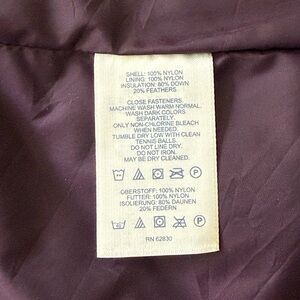 SHELL: 100% NYLON
LINING: 100% NYLON
INSULATION: 80% DOWN
20% FEATHERS
CLOSE FASTENERS.
MACHINE WASH WARM NORMAL.
WASH DARK COLORS
SEPARATELY.
ONLY NON-CHLORINE BLEACH
WHEN NEEDED.
TUMBLE DRY LOW WITH CLEAN
TENNIS BALLS.
DO NOT LINE DRY.
DO NOT IRON.
MAY BE DRY CLEANED.
P
OBERSTOFF: 100% NYLON
FUTTER: 100% NYLON
ISOLIERUNG: 80% DAUNEN
20% FEDERN
P
RN 62830